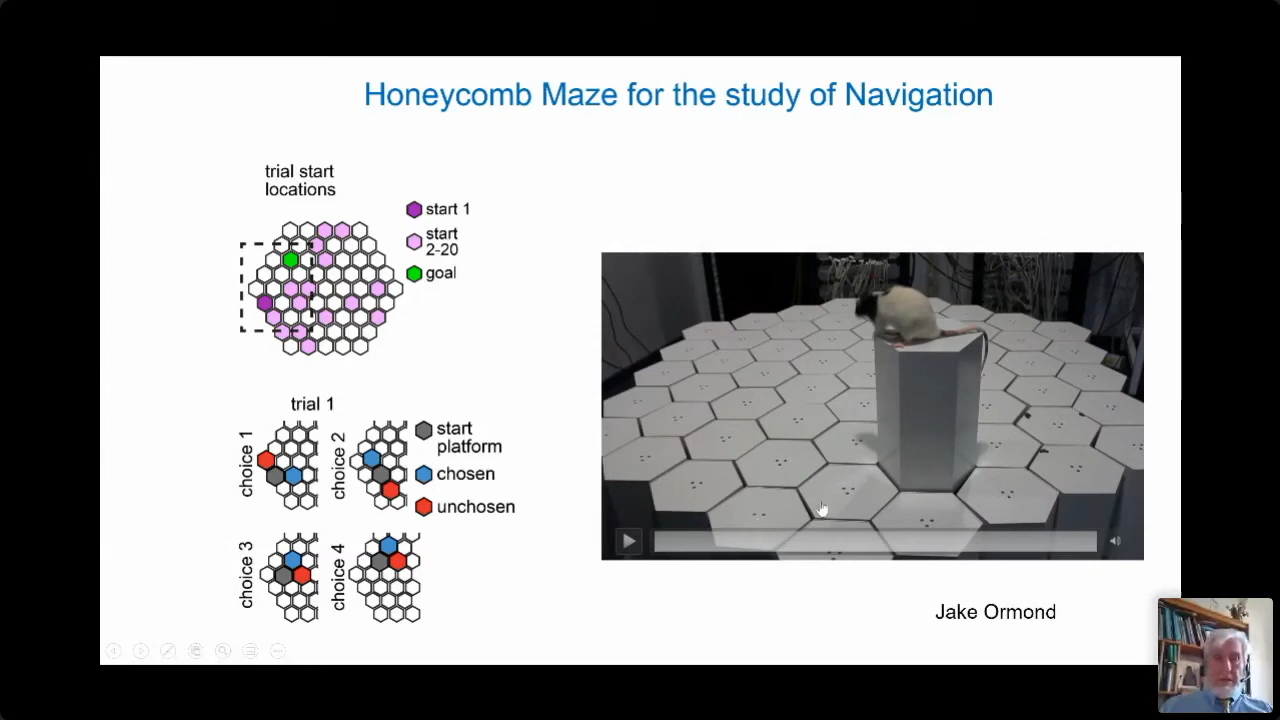 Honeycomb Maze for the study of Navigation
trial start
locations
start 1
start
2-20
goal
trial 1
choice 1
choice 2
start
platform
chosen
unchosen
choice 3
choice 4
Jake Ormond